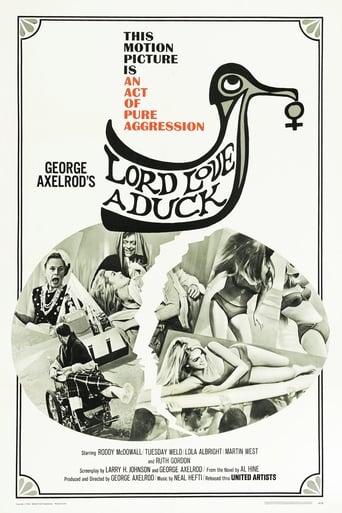 THIS
MOTION
PICTURE
IS
AN
ACT
OF
PURE
AGGRESSION
GEORGE
AXELROD'S
LORD LOVE
A DUCK
Starring RODDY McDOWALL / TUESDAY WELD / LOLA ALBRIGHT / MARTIN WEST
and RUTH GORDON
Screenplay by LARRY H. JOHNSON and GEORGE AXELROD / From the Novel by AL HINE
Produced and Directed by GEORGE AXELROD / Music by NEAL HEFTI / Released thru UNITED ARTISTS